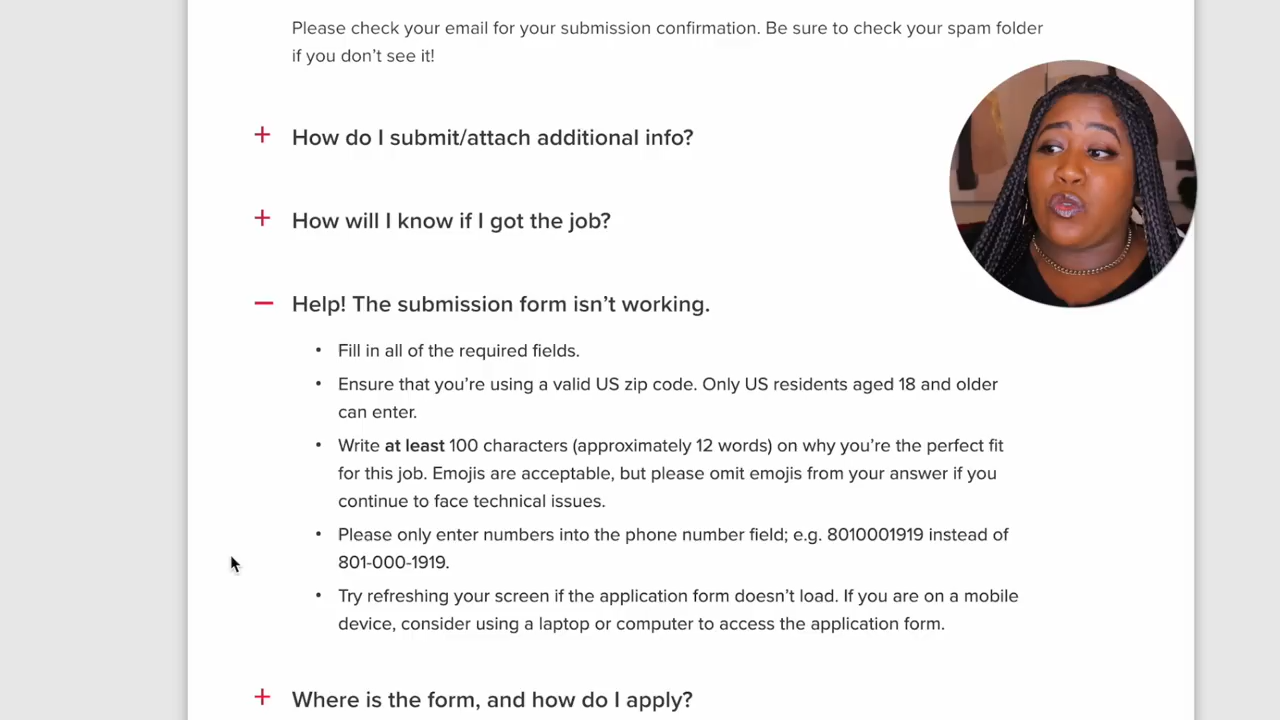 Please check your email for your submission confirmation. Be sure to check your spam folder
if you don’t see it!
+ How do I submit/attach additional info?
+ How will I know if I got the job?
− Help! The submission form isn’t working.
• Fill in all of the required fields.
• Ensure that you’re using a valid US zip code. Only US residents aged 18 and older
can enter.
• Write at least 100 characters (approximately 12 words) on why you’re the perfect fit
for this job. Emojis are acceptable, but please omit emojis from your answer if you
continue to face technical issues.
• Please only enter numbers into the phone number field; e.g. 8010001919 instead of
801-000-1919.
• Try refreshing your screen if the application form doesn’t load. If you are on a mobile
device, consider using a laptop or computer to access the application form.
+ Where is the form, and how do I apply?